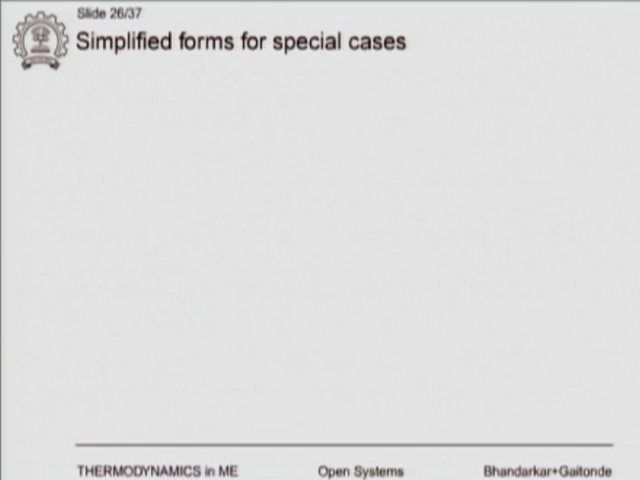 Slide 26/37
Simplified forms for special cases
THERMODYNAMICS in ME
Open Systems
Bhandarkar+Gaitonde